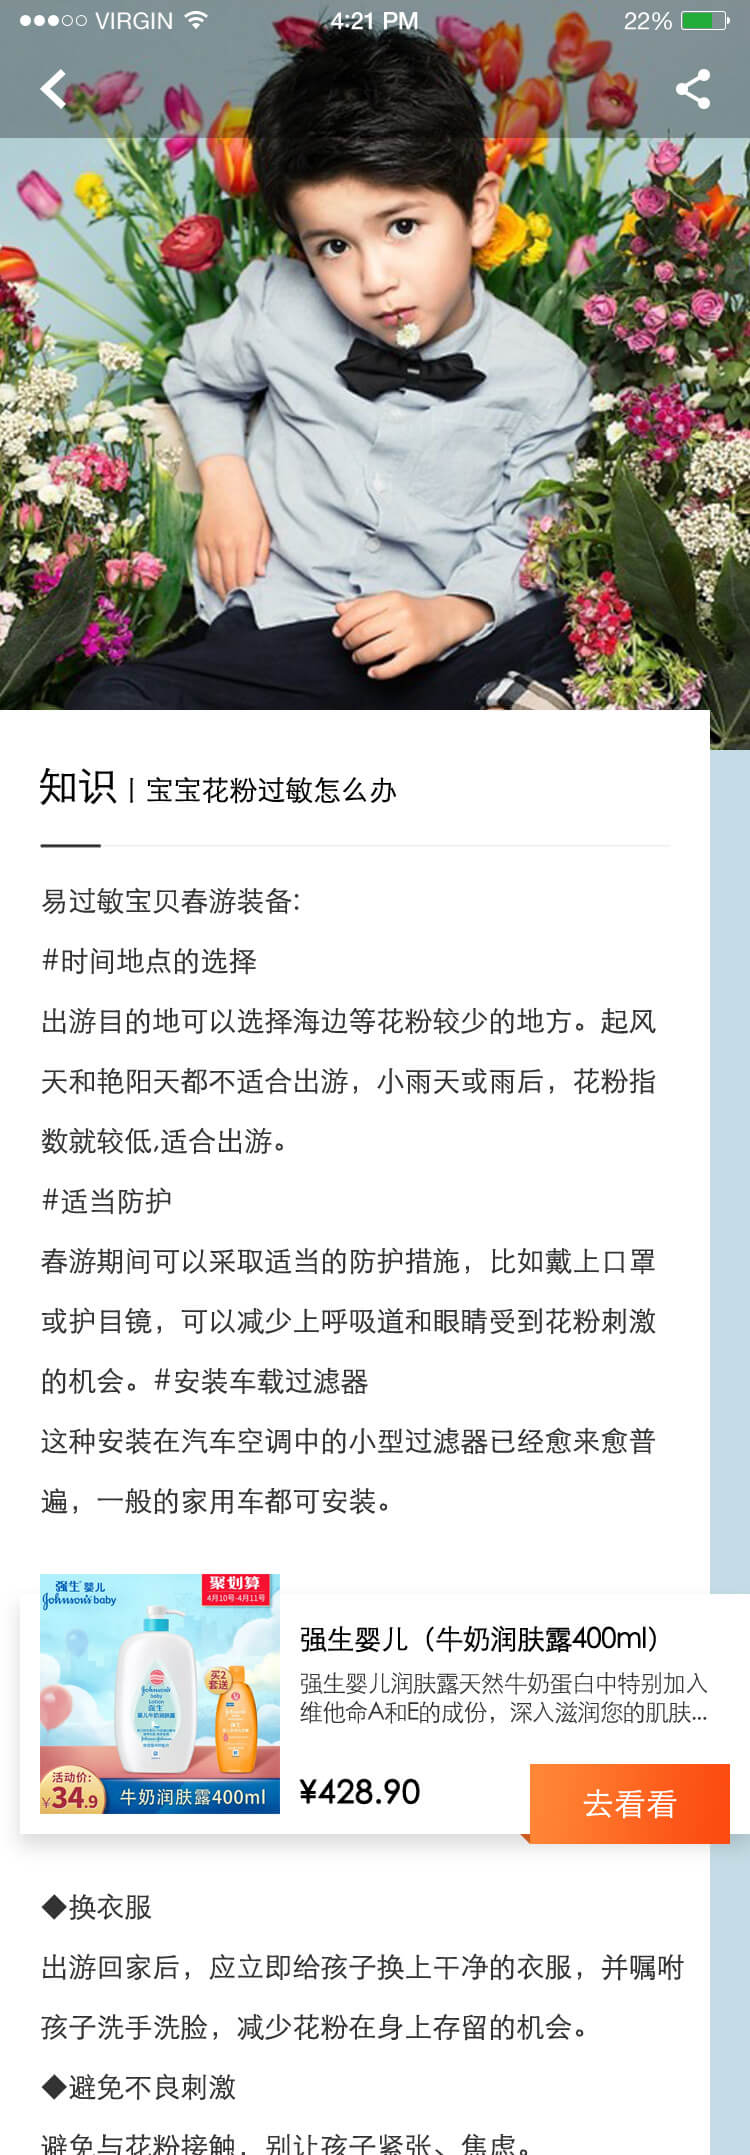 VIRGIN 4:21 PM 22%
知识 | 宝宝花粉过敏怎么办
易过敏宝贝春游装备:
#时间地点的选择
出游目的地可以选择海边等花粉较少的地方。起风
天和艳阳天都不适合出游，小雨天或雨后，花粉指
数就较低,适合出游。
#适当防护
春游期间可以采取适当的防护措施，比如戴上口罩
或护目镜，可以减少上呼吸道和眼睛受到花粉刺激
的机会。#安装车载过滤器
这种安装在汽车空调中的小型过滤器已经愈来愈普
遍，一般的家用车都可安装。
强生婴儿
Johnson's baby
聚划算
4月10号-4月11号
Johnson's
baby
强生
买2
套送
活动价:
¥34.9
牛奶润肤露400ml
强生婴儿（牛奶润肤露400ml）
强生婴儿润肤露天然牛奶蛋白中特别加入
维他命A和E的成份，深入滋润您的肌肤...
¥428.90
去看看
◆换衣服
出游回家后，应立即给孩子换上干净的衣服，并嘱咐
孩子洗手洗脸，减少花粉在身上存留的机会。
◆避免不良刺激
避免与花粉接触，别让孩子紧张、焦虑。